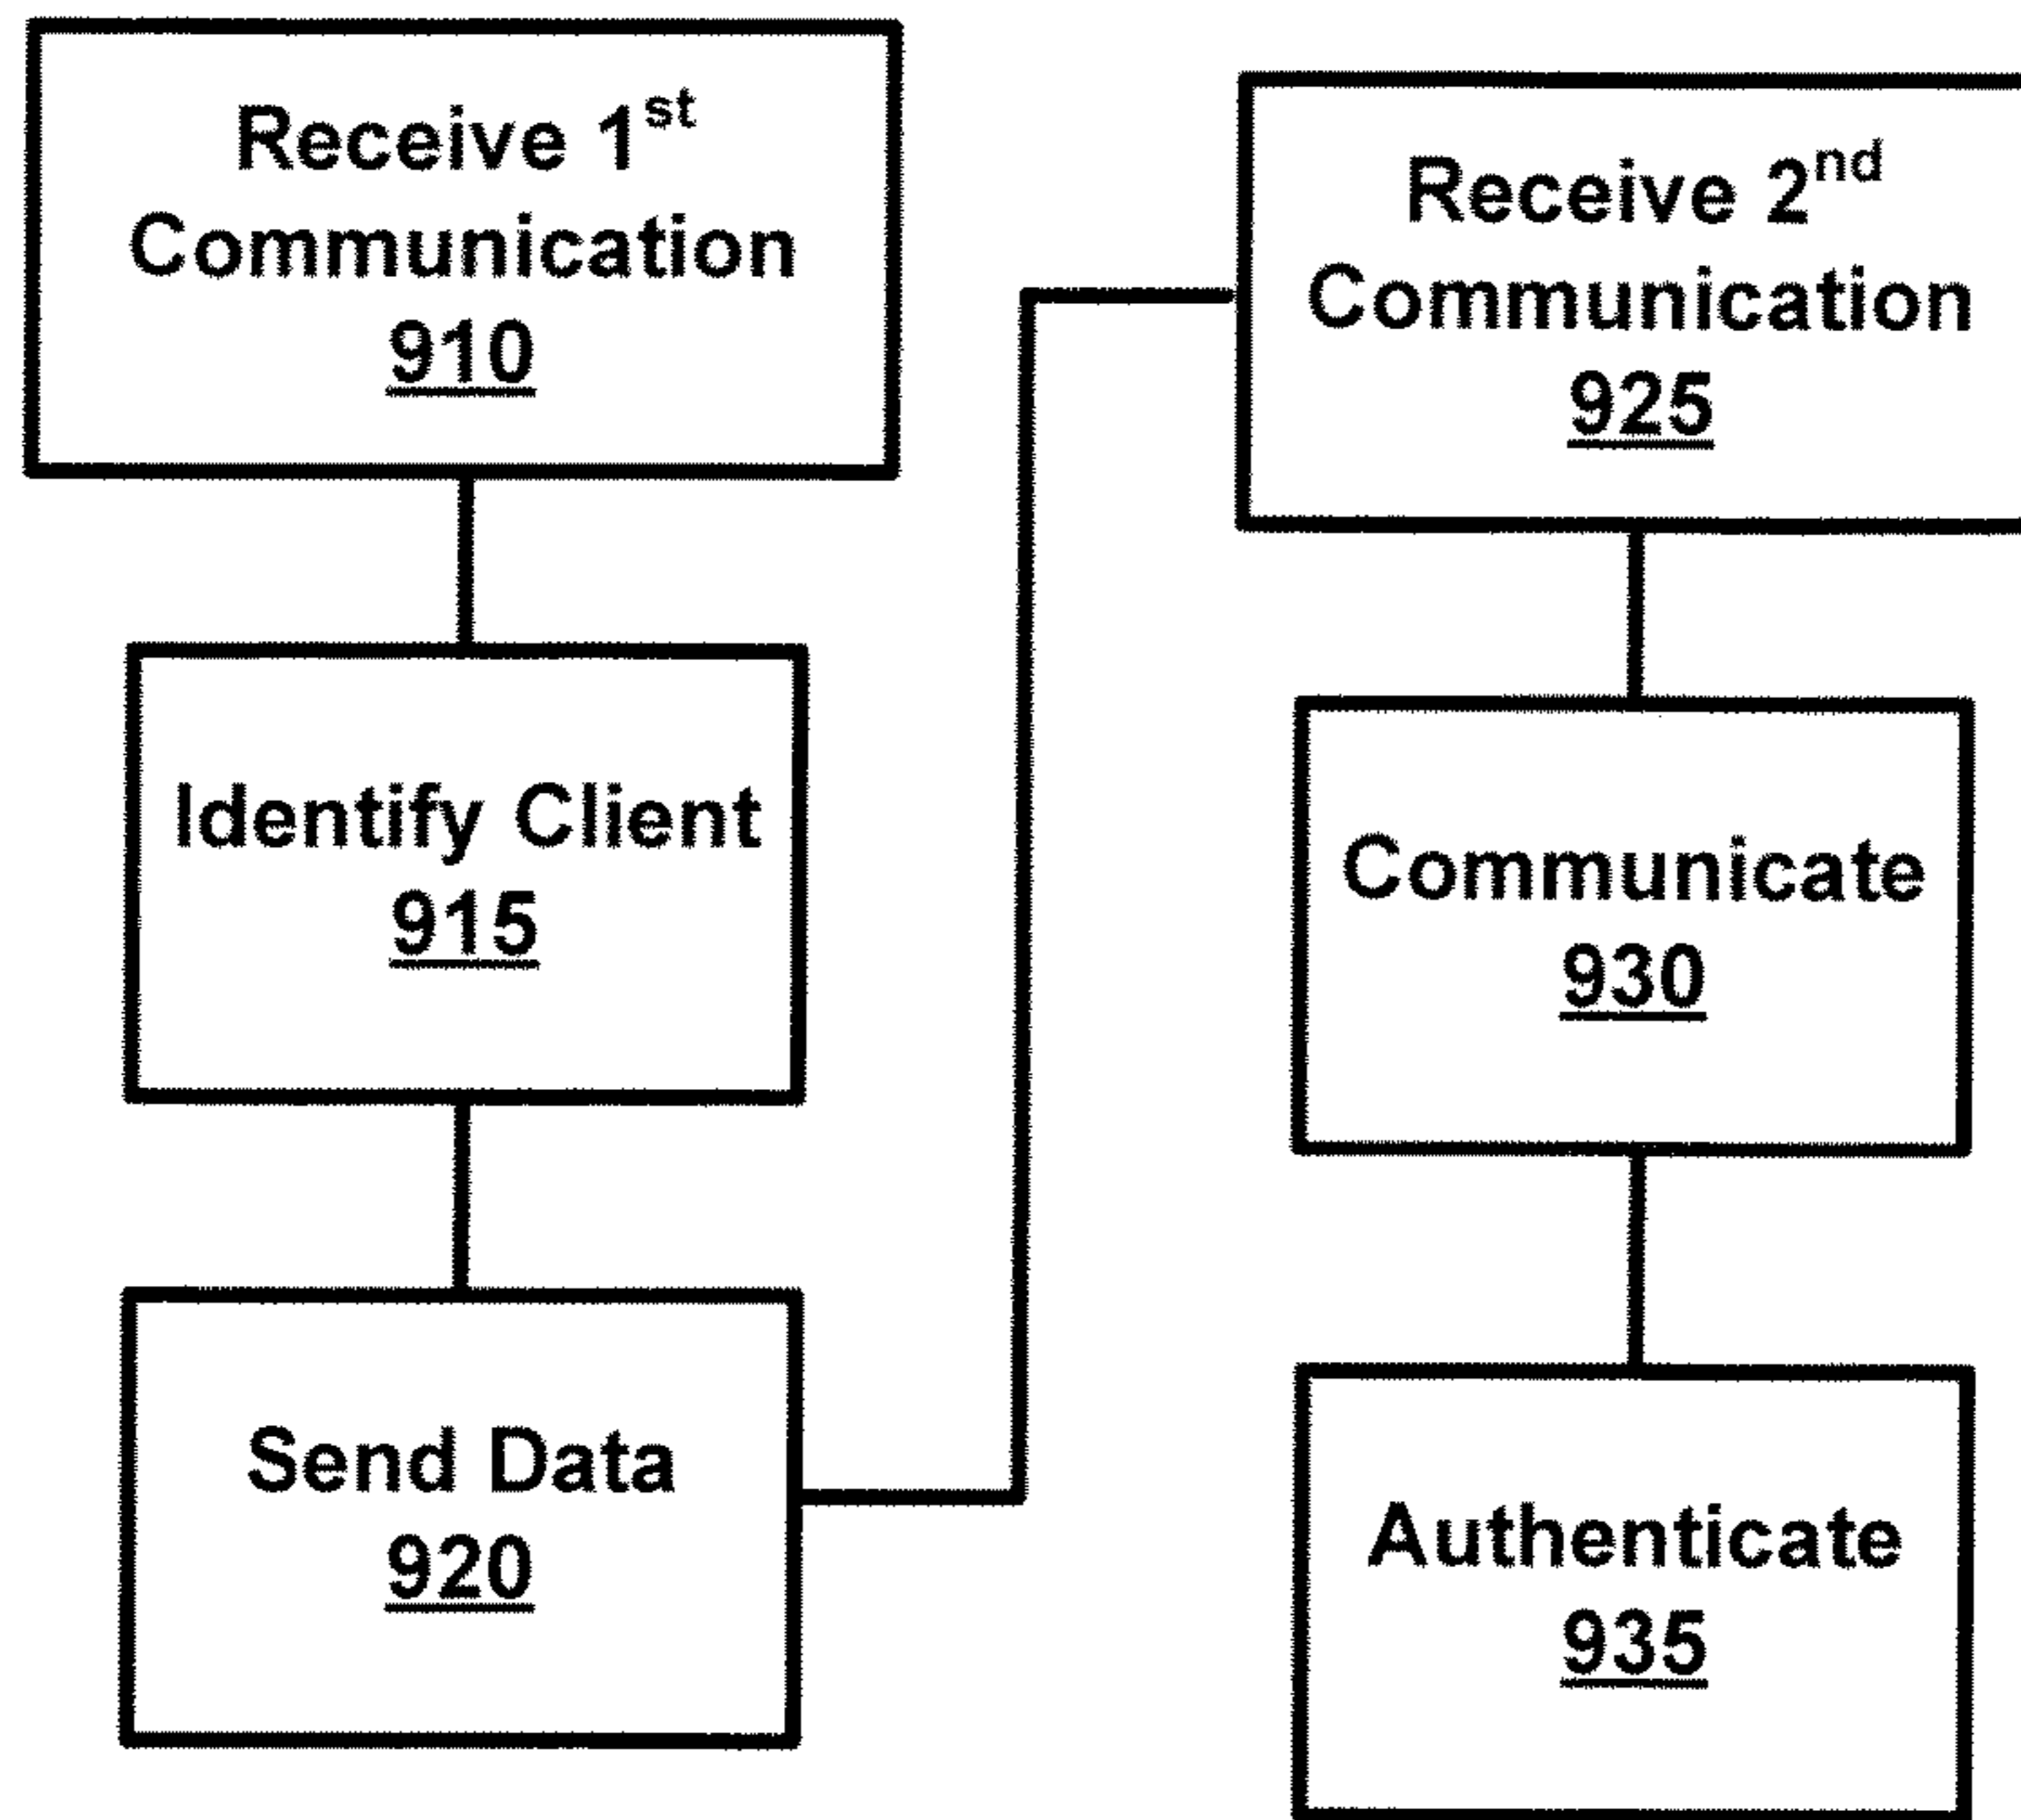 Receive 1st
Communication
910
Identify Client
915
Send Data
920
Receive 2nd
Communication
925
Communicate
930
Authenticate
935